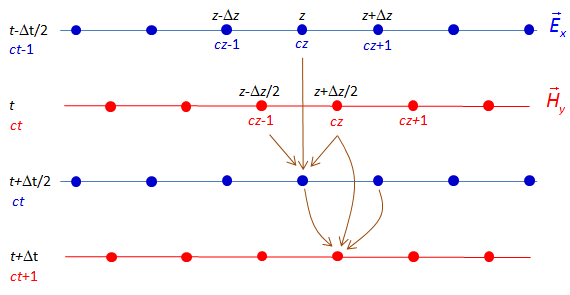 z-Δz z z+Δz
t-Δt/2 E⃗x
ct-1 cz-1 cz cz+1
z-Δz/2 z+Δz/2
t H⃗y
ct cz-1 cz cz+1
t+Δt/2
ct
t+Δt
ct+1